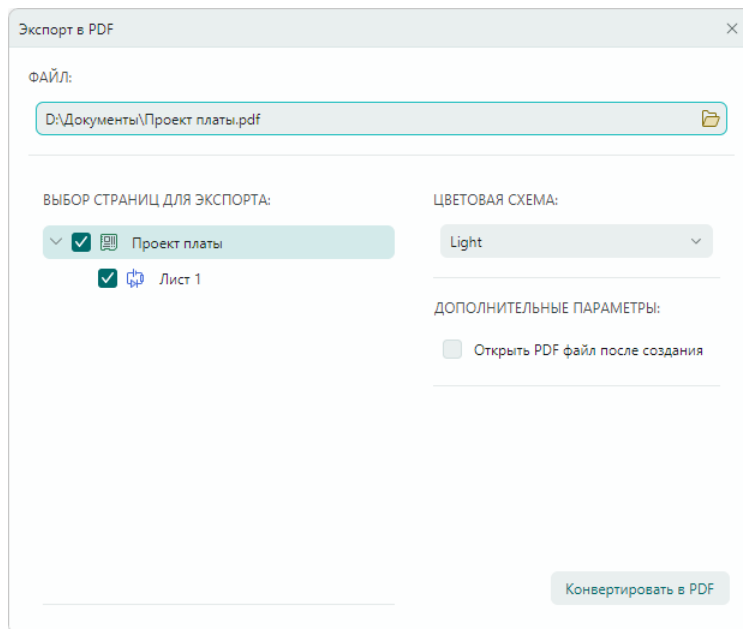 Экспорт в PDF
ФАЙЛ:
D:\Документы\Проект платы.pdf
ВЫБОР СТРАНИЦ ДЛЯ ЭКСПОРТА:
Проект платы
Лист 1
ЦВЕТОВАЯ СХЕМА:
Light
ДОПОЛНИТЕЛЬНЫЕ ПАРАМЕТРЫ:
Открыть PDF файл после создания
Конвертировать в PDF